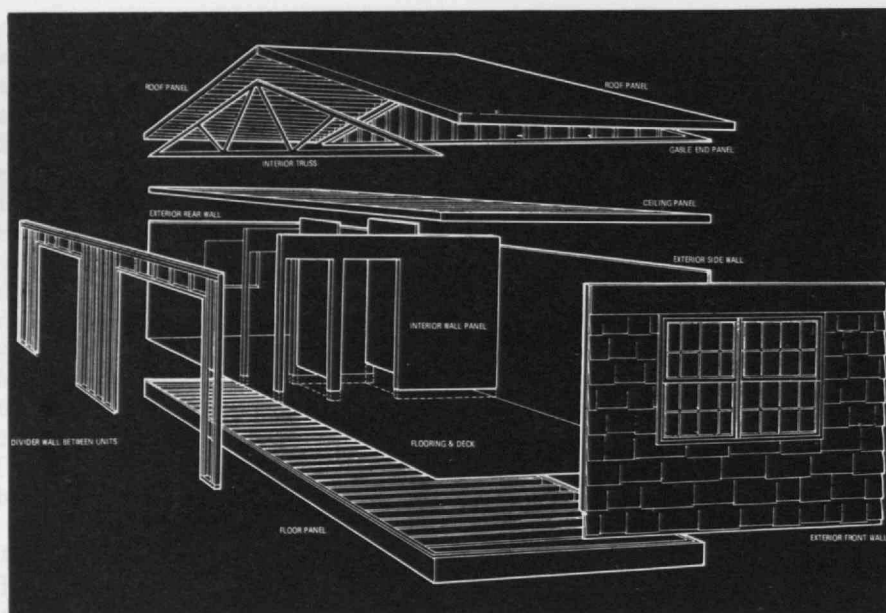 ROOF PANEL
ROOF PANEL
GABLE END PANEL
INTERIOR TRUSS
CEILING PANEL
EXTERIOR REAR WALL
EXTERIOR SIDE WALL
INTERIOR WALL PANEL
DIVIDER WALL BETWEEN UNITS
FLOORING & DECK
FLOOR PANEL
EXTERIOR FRONT WALL